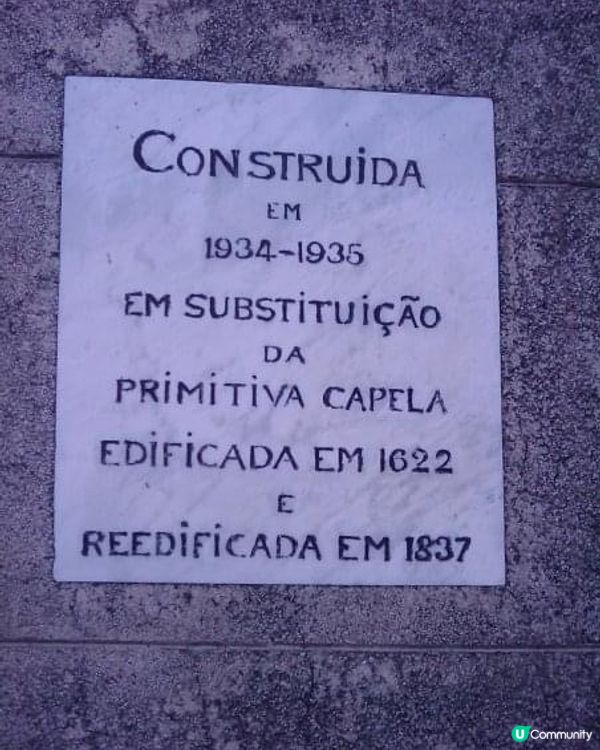 CONSTRUIDA
EM
1934-1935
EM SUBSTITUIÇÃO
DA
PRIMITIVA CAPELA
EDIFICADA EM 1622
E
REEDIFICADA EM 1837
U Community